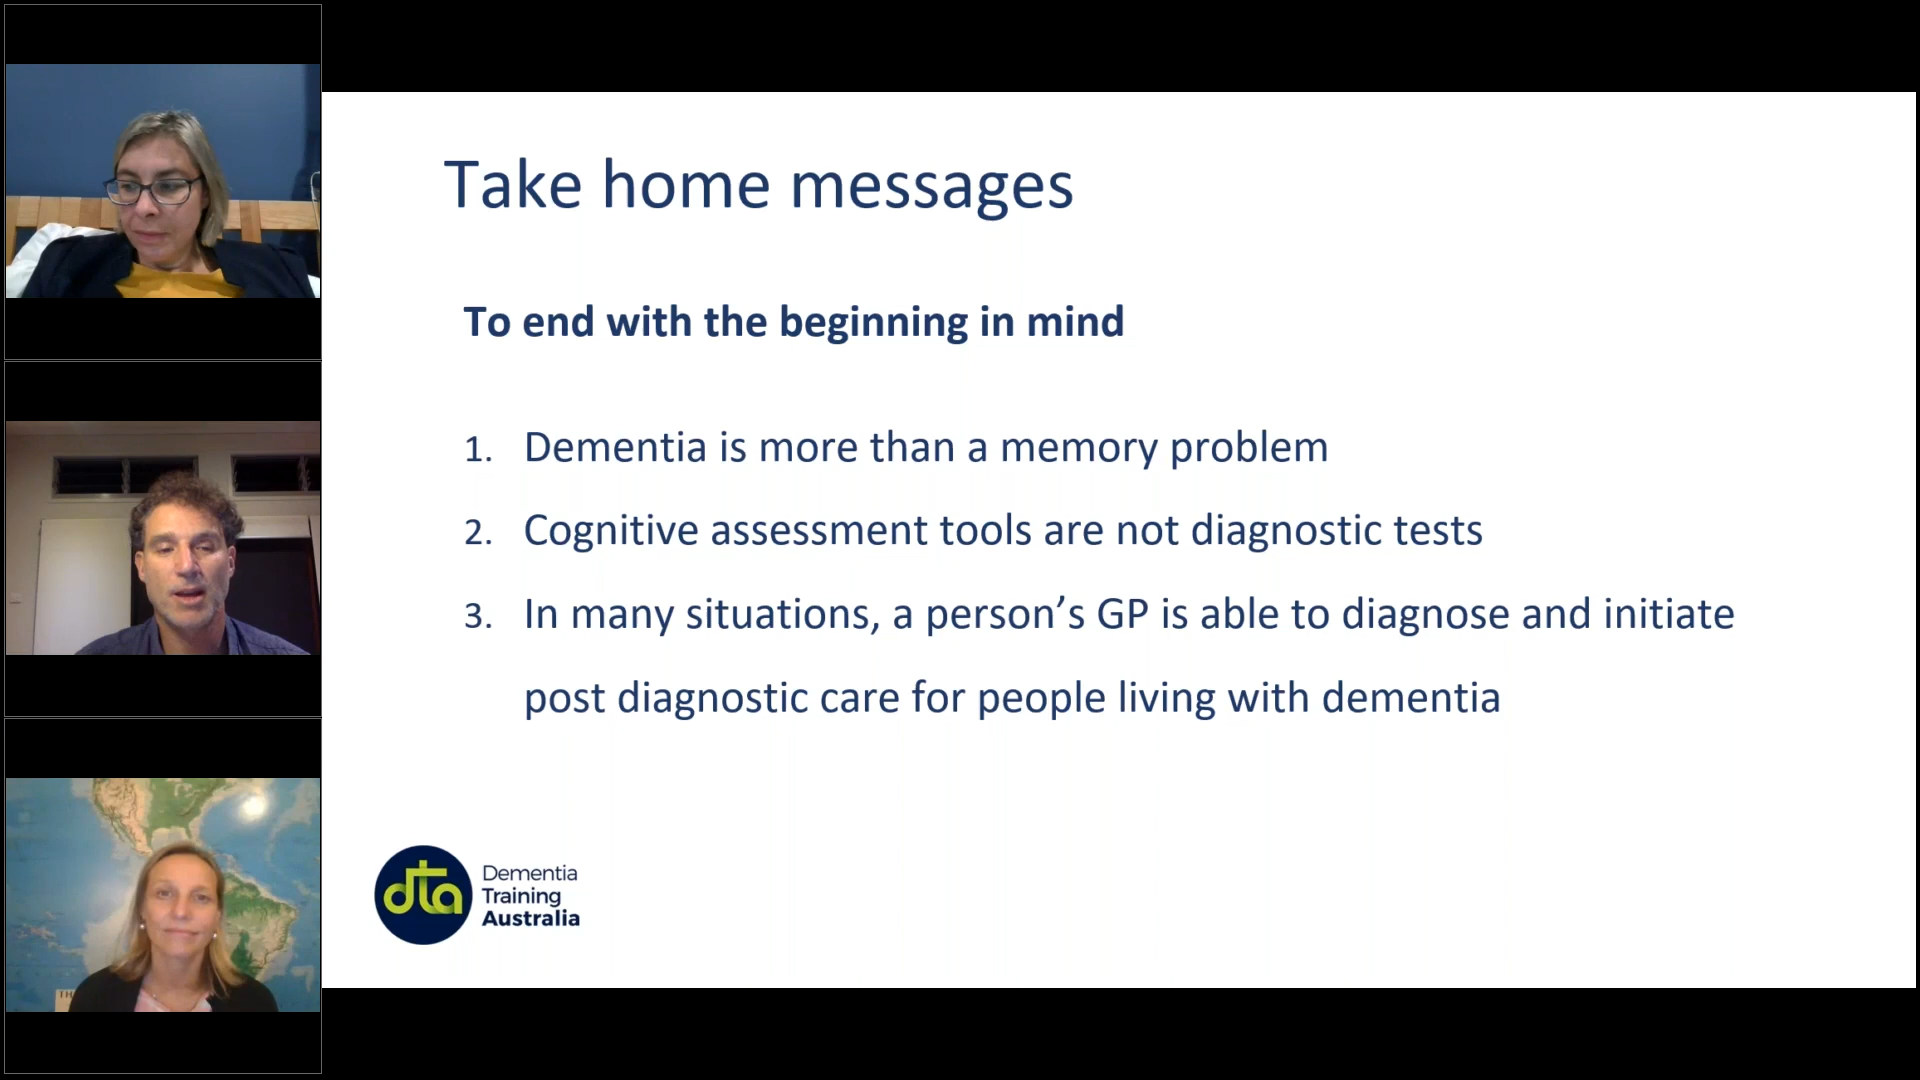 Take home messages
To end with the beginning in mind
1. Dementia is more than a memory problem
2. Cognitive assessment tools are not diagnostic tests
3. In many situations, a person’s GP is able to diagnose and initiate
post diagnostic care for people living with dementia
dta
Dementia
Training
Australia